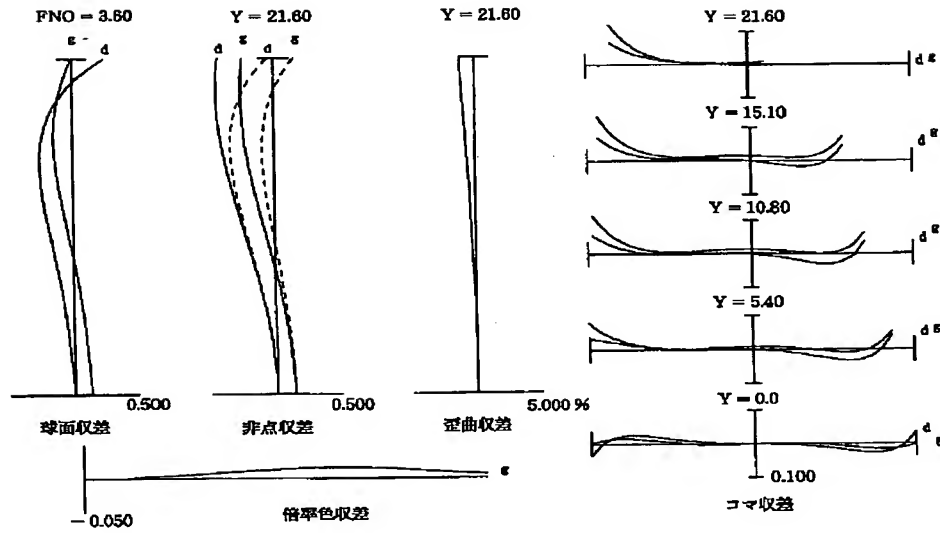 FNO = 3.60
g
d
球面収差
0.500
Y = 21.60
d
g
d
g
非点収差
0.500
Y = 21.60
歪曲収差
5.000 %
Y = 21.60
d g
Y = 15.10
d g
Y = 10.80
d g
Y = 5.40
d g
Y = 0.0
d
g
0.100
コマ収差
g
− 0.050
倍率色収差